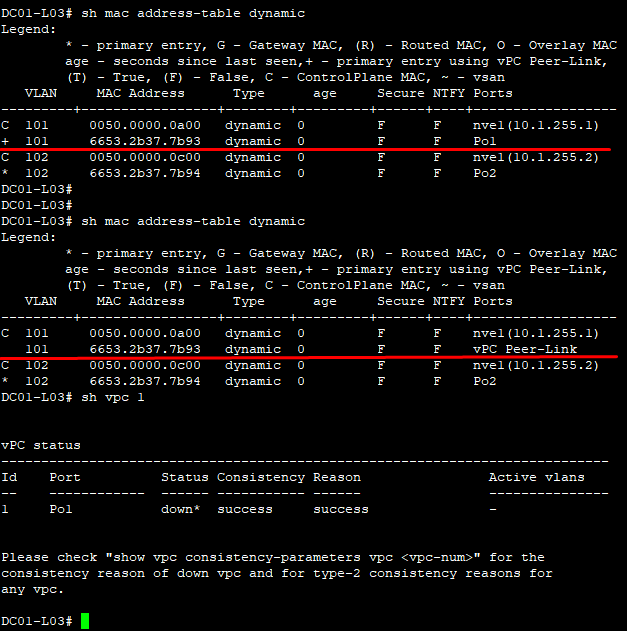 DC01-L03# sh mac address-table dynamic
Legend:
        * - primary entry, G - Gateway MAC, (R) - Routed MAC, O - Overlay MAC
        age - seconds since last seen,+ - primary entry using vPC Peer-Link,
        (T) - True, (F) - False, C - ControlPlane MAC, ~ - vsan
   VLAN     MAC Address      Type      age     Secure NTFY Ports
---------+-----------------+--------+---------+------+----+------------------
C  101     0050.0000.0a00   dynamic  0         F      F    nve1(10.1.255.1)
+  101     6653.2b37.7b93   dynamic  0         F      F    Po1
C  102     0050.0000.0c00   dynamic  0         F      F    nve1(10.1.255.2)
*  102     6653.2b37.7b94   dynamic  0         F      F    Po2
DC01-L03#
DC01-L03#
DC01-L03# sh mac address-table dynamic
Legend:
        * - primary entry, G - Gateway MAC, (R) - Routed MAC, O - Overlay MAC
        age - seconds since last seen,+ - primary entry using vPC Peer-Link,
        (T) - True, (F) - False, C - ControlPlane MAC, ~ - vsan
   VLAN     MAC Address      Type      age     Secure NTFY Ports
---------+-----------------+--------+---------+------+----+------------------
C  101     0050.0000.0a00   dynamic  0         F      F    nve1(10.1.255.1)
   101     6653.2b37.7b93   dynamic  0         F      F    vPC Peer-Link
C  102     0050.0000.0c00   dynamic  0         F      F    nve1(10.1.255.2)
*  102     6653.2b37.7b94   dynamic  0         F      F    Po2
DC01-L03# sh vpc 1
vPC status
----------------------------------------------------------------------------
Id    Port          Status Consistency Reason                Active vlans
--    ------------  ------ ----------- ------                ---------------
1     Po1           down*  success     success               -
Please check "show vpc consistency-parameters vpc <vpc-num>" for the
consistency reason of down vpc and for type-2 consistency reasons for
any vpc.
DC01-L03#